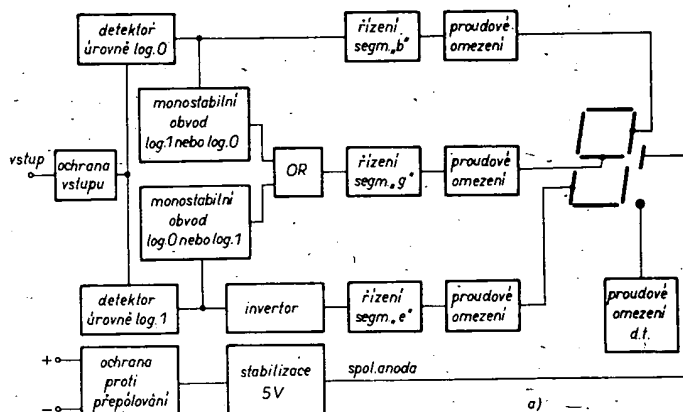 detektor
úrovně log.0
řízení
segm. „b"
proudové
omezení
monostabilní
obvod
log.1 nebo log.0
vstup
ochrana
vstupu
OR
řízení
segm. „g"
proudové
omezení
monostabilní
obvod
log.0 nebo log.1
detektor
úrovně log.1
invertor
řízení
segm. „e"
proudové
omezení
proudové
omezení
d.t.
+
−
ochrana
proti
přepólování
stabilizace
5V
spol. anoda
a)